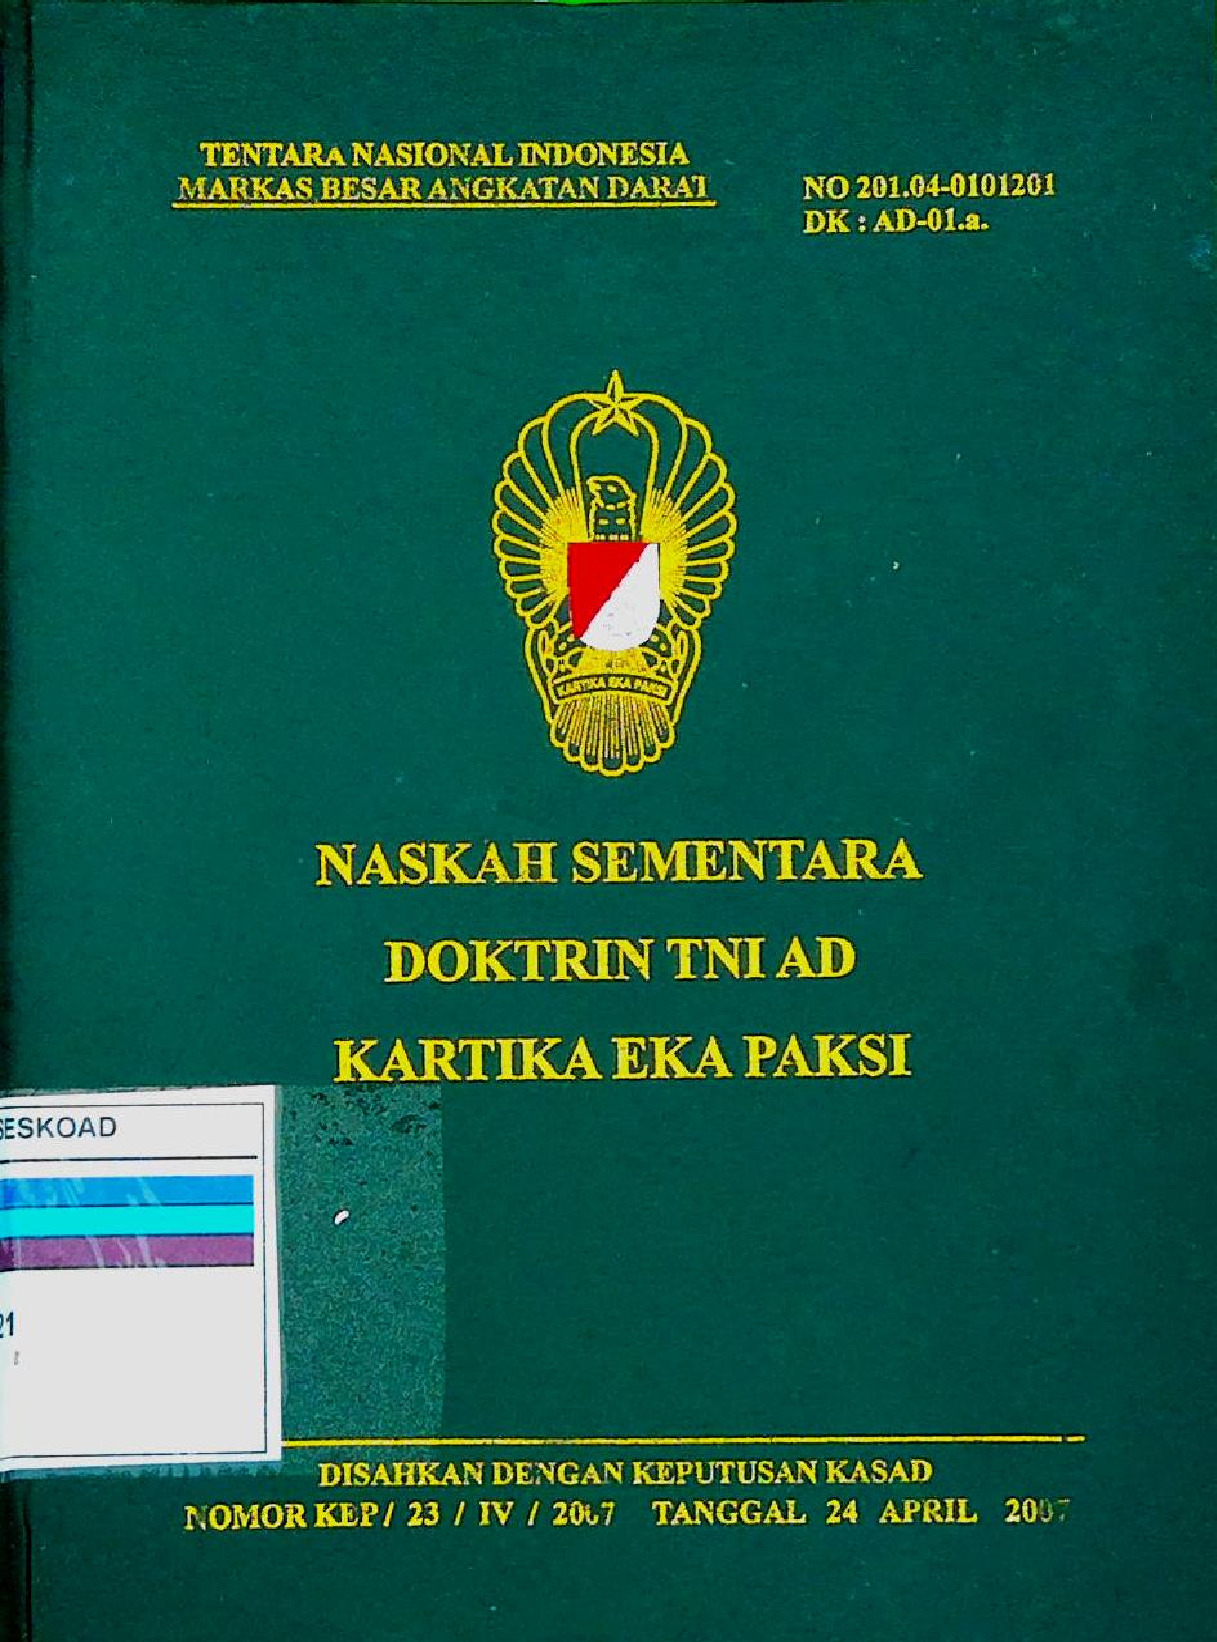 TENTARA NASIONAL INDONESIA
MARKAS BESAR ANGKATAN DARAT
NO 201.04-0101201
DK : AD-01.a.
KARTIKA EKA PAKSI
NASKAH SEMENTARA
DOKTRIN TNI AD
KARTIKA EKA PAKSI
SESKOAD
21
DISAHKAN DENGAN KEPUTUSAN KASAD
NOMOR KEP / 23 / IV / 2007 TANGGAL 24 APRIL 2007